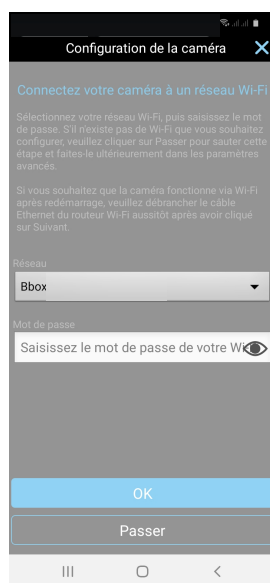 Configuration de la caméra
Connectez votre caméra à un réseau Wi-Fi
Sélectionnez votre réseau Wi-Fi, puis saisissez le mot
de passe. S'il n'existe pas de Wi-Fi que vous souhaitez
configurer, veuillez cliquer sur Passer pour sauter cette
étape et faites-le ultérieurement dans les paramètres
avancés.
Si vous souhaitez que la caméra fonctionne via Wi-Fi
après redémarrage, veuillez débrancher le câble
Ethernet du routeur Wi-Fi aussitôt après avoir cliqué
sur Suivant.
Réseau
Bbox
Mot de passe
Saisissez le mot de passe de votre Wi
OK
Passer